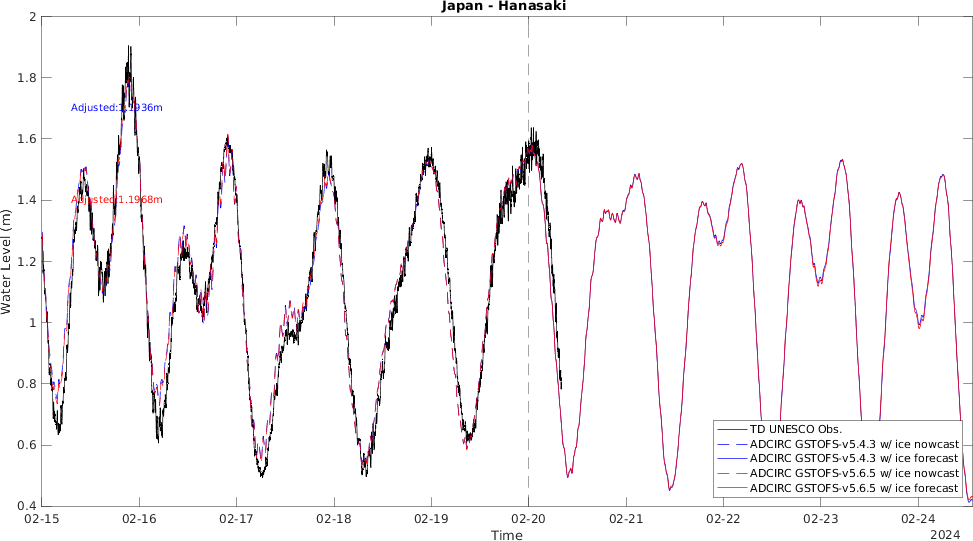 Japan - Hanasaki
2
1.8
1.6
1.4
1.2
1
0.8
0.6
0.4
Water Level (m)
Adjusted:1.1936m
Adjusted:1.1968m
TD UNESCO Obs.
ADCIRC GSTOFS-v5.4.3 w/ ice nowcast
ADCIRC GSTOFS-v5.4.3 w/ ice forecast
ADCIRC GSTOFS-v5.6.5 w/ ice nowcast
ADCIRC GSTOFS-v5.6.5 w/ ice forecast
02-15 02-16 02-17 02-18 02-19 02-20 02-21 02-22 02-23 02-24
Time
2024